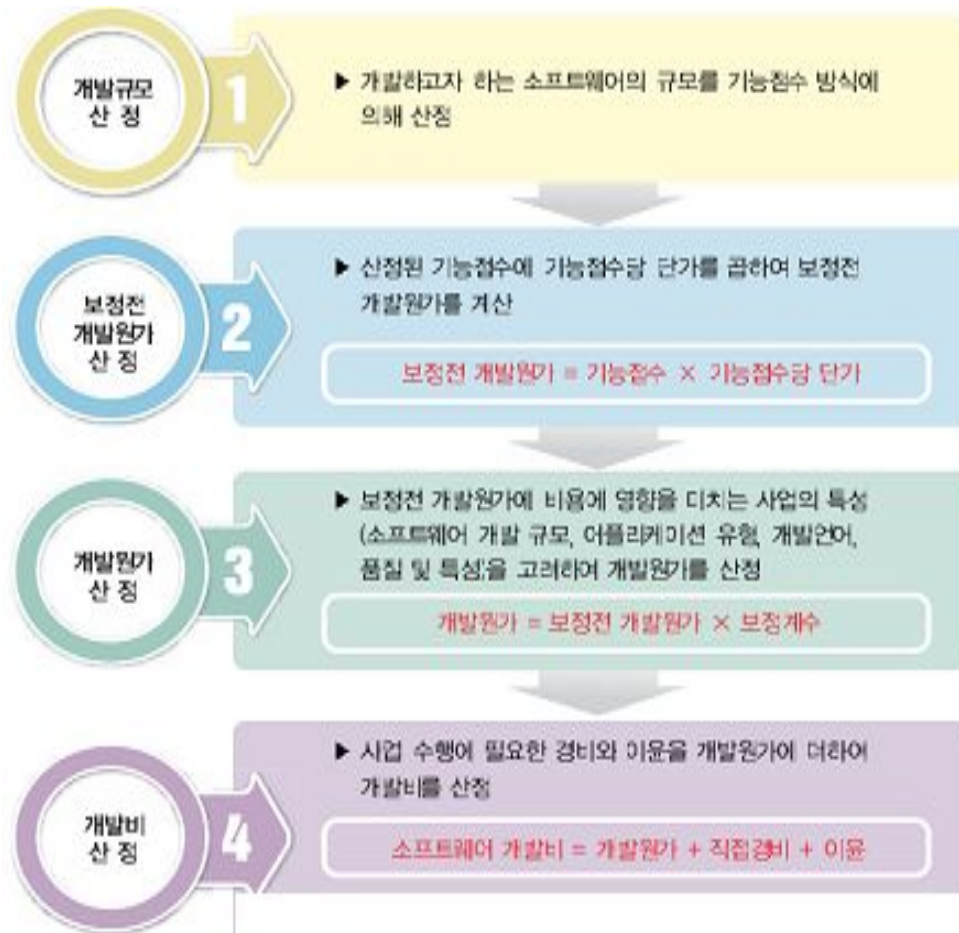 개발규모
산 정
1
▶ 개발하고자 하는 소프트웨어의 규모를 기능점수 방식에
의해 산정
보정전
개발원가
산 정
2
▶ 산정된 기능점수에 기능점수당 단가를 곱하여 보정전
개발원가를 계산
보정전 개발원가 = 기능점수 × 기능점수당 단가
개발원가
산 정
3
▶ 보정전 개발원가에 비용에 영향을 미치는 사업의 특성
(소프트웨어 개발 규모, 어플리케이션 유형, 개발언어,
품질 및 특성)을 고려하여 개발원가를 산정
개발원가 = 보정전 개발원가 × 보정계수
개발비
산 정
4
▶ 사업 수행에 필요한 경비와 이윤을 개발원가에 더하여
개발비를 산정
소프트웨어 개발비 = 개발원가 + 직접경비 + 이윤